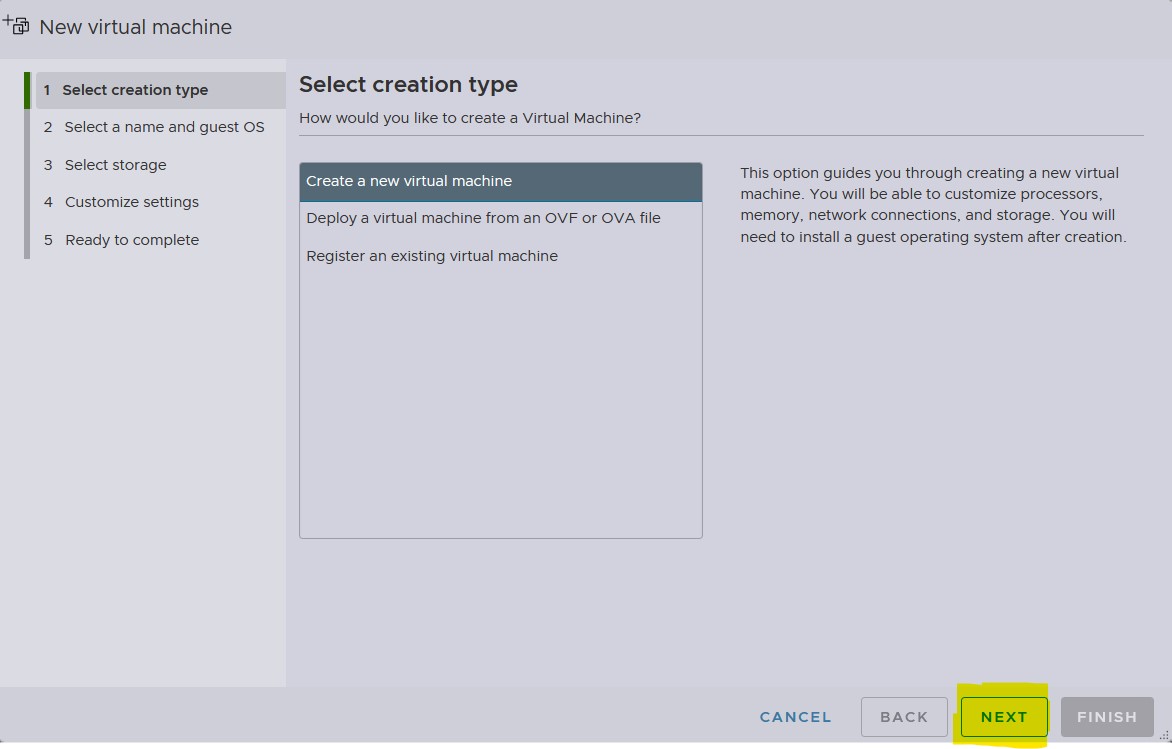 New virtual machine
1 Select creation type
2 Select a name and guest OS
3 Select storage
4 Customize settings
5 Ready to complete
Select creation type
How would you like to create a Virtual Machine?
Create a new virtual machine
Deploy a virtual machine from an OVF or OVA file
Register an existing virtual machine
This option guides you through creating a new virtual
machine. You will be able to customize processors,
memory, network connections, and storage. You will
need to install a guest operating system after creation.
CANCEL BACK NEXT FINISH